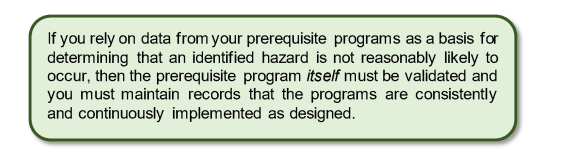 If you rely on data from your prerequisite programs as a basis for
determining that an identified hazard is not reasonably likely to
occur, then the prerequisite program itself must be validated and
you must maintain records that the programs are consistently
and continuously implemented as designed.